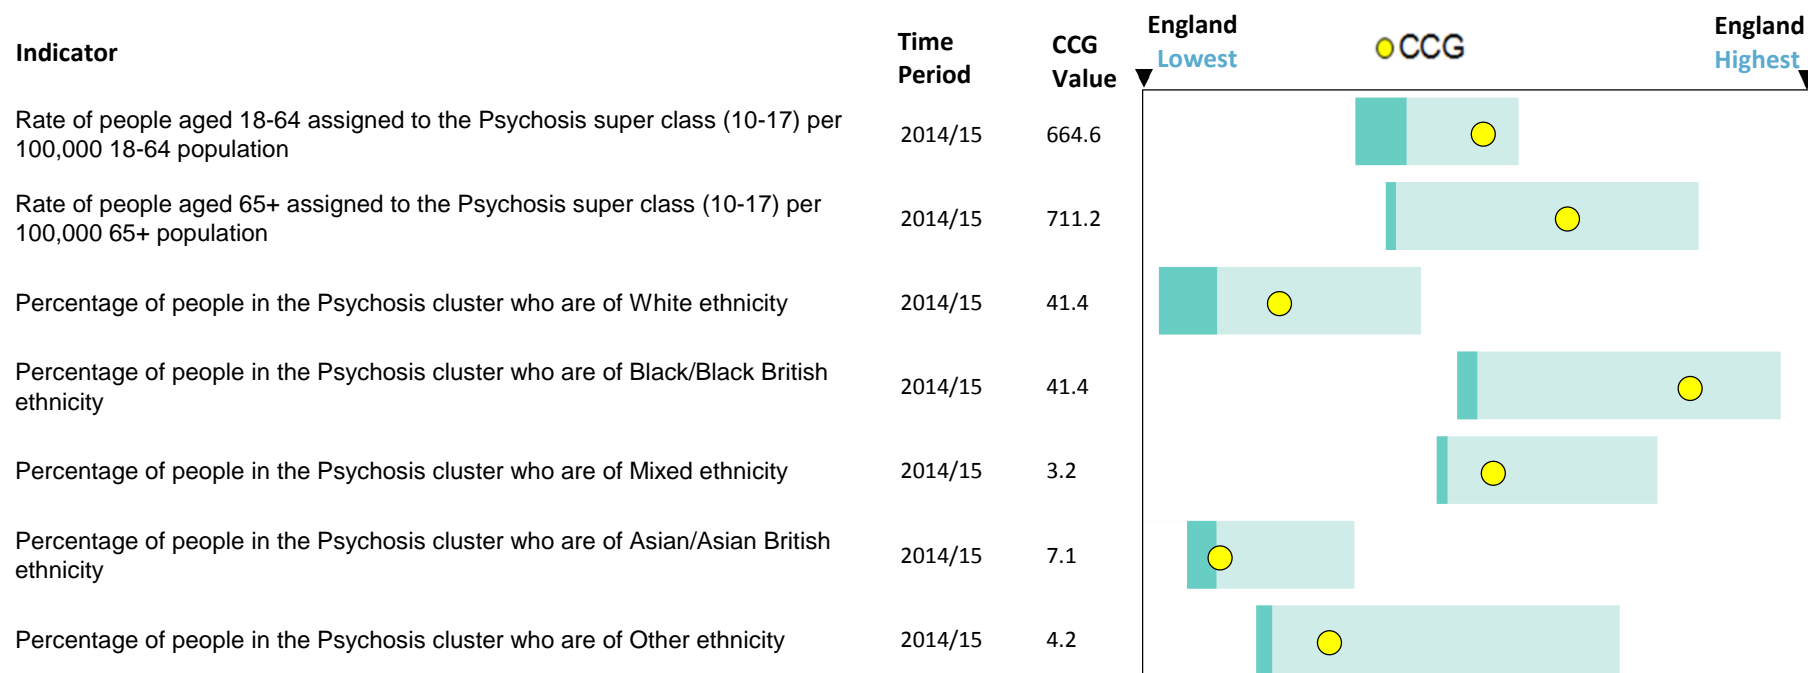 Indicator
Time
Period
CCG
Value
England
Lowest
CCG
England
Highest
Rate of people aged 18-64 assigned to the Psychosis super class (10-17) per
100,000 18-64 population
2014/15
664.6
Rate of people aged 65+ assigned to the Psychosis super class (10-17) per
100,000 65+ population
2014/15
711.2
Percentage of people in the Psychosis cluster who are of White ethnicity
2014/15
41.4
Percentage of people in the Psychosis cluster who are of Black/Black British
ethnicity
2014/15
41.4
Percentage of people in the Psychosis cluster who are of Mixed ethnicity
2014/15
3.2
Percentage of people in the Psychosis cluster who are of Asian/Asian British
ethnicity
2014/15
7.1
Percentage of people in the Psychosis cluster who are of Other ethnicity
2014/15
4.2